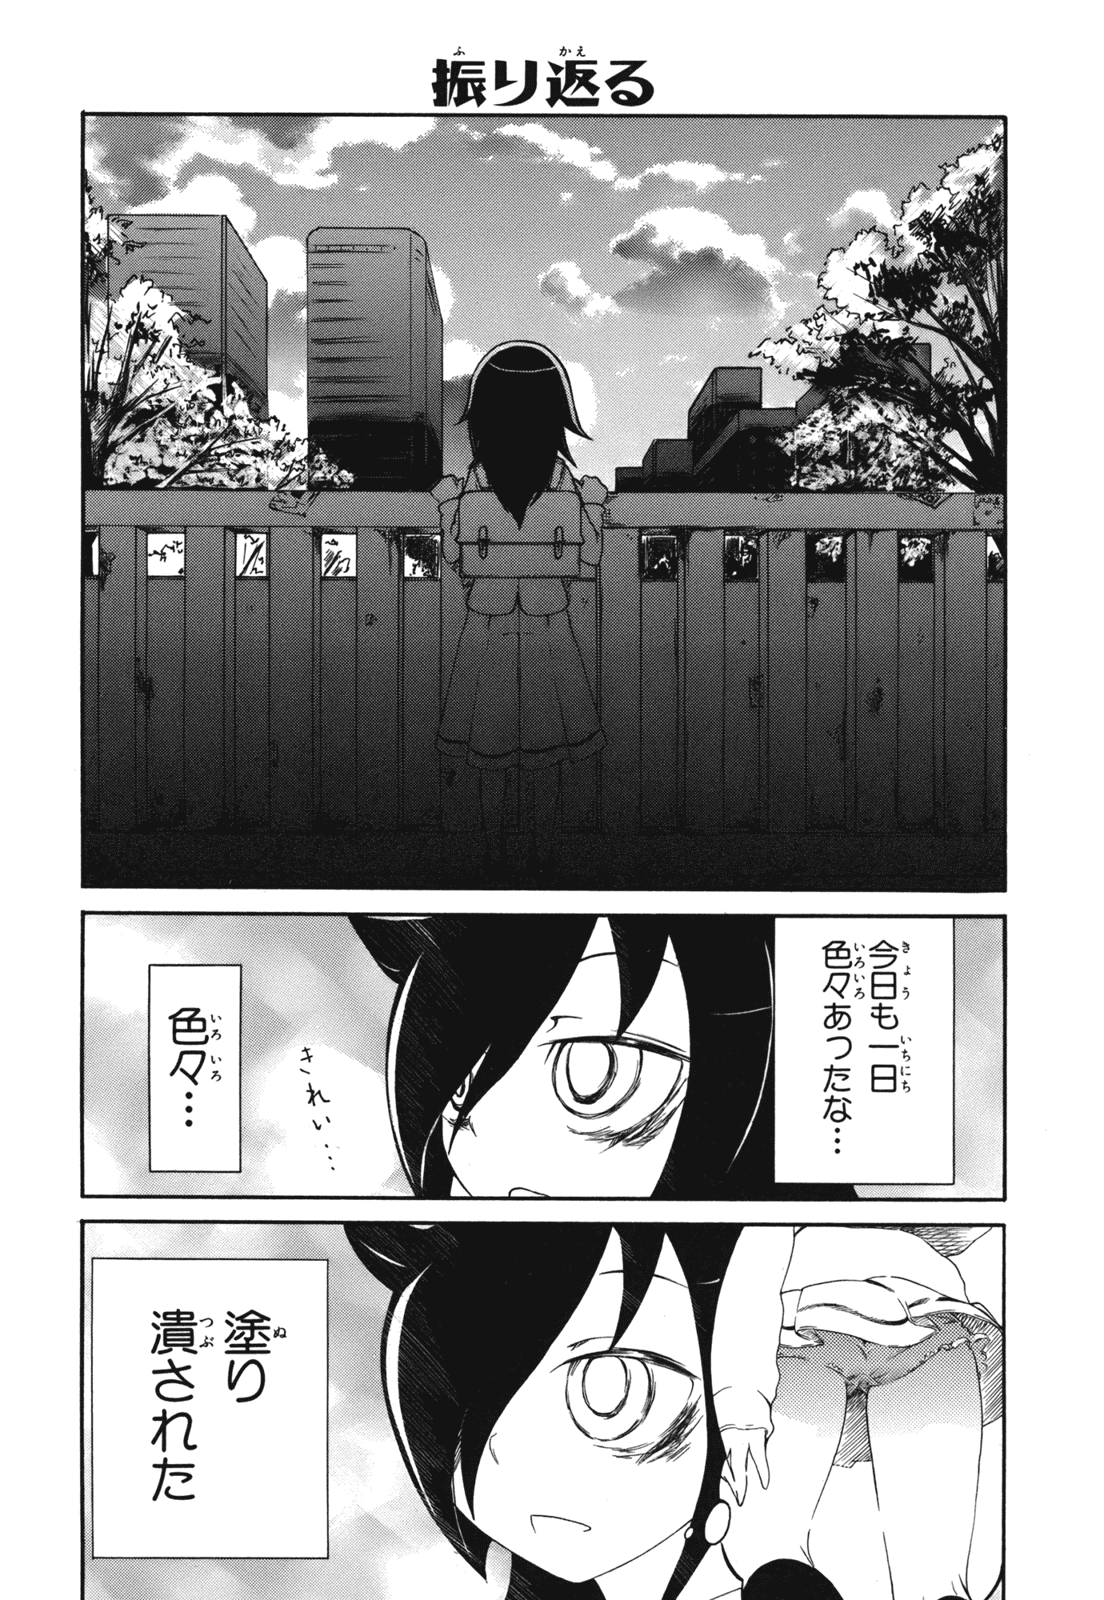 振り返る
今日も一日
色々あったな…
きれい…
色々…
塗り
潰された